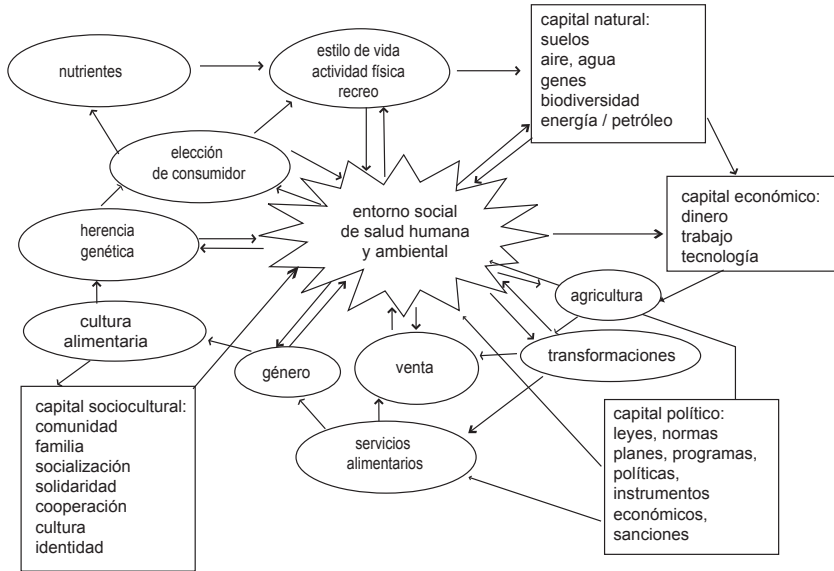 estilo de vida
actividad física
recreo
capital natural:
suelos
aire, agua
genes
biodiversidad
energía / petróleo
nutrientes
elección
de consumidor
entorno social
de salud humana
y ambiental
capital económico:
dinero
trabajo
tecnología
herencia
genética
agricultura
cultura
alimentaria
transformaciones
género
venta
capital sociocultural:
comunidad
familia
socialización
solidaridad
cooperación
cultura
identidad
servicios
alimentarios
capital político:
leyes, normas
planes, programas,
políticas,
instrumentos
económicos,
sanciones